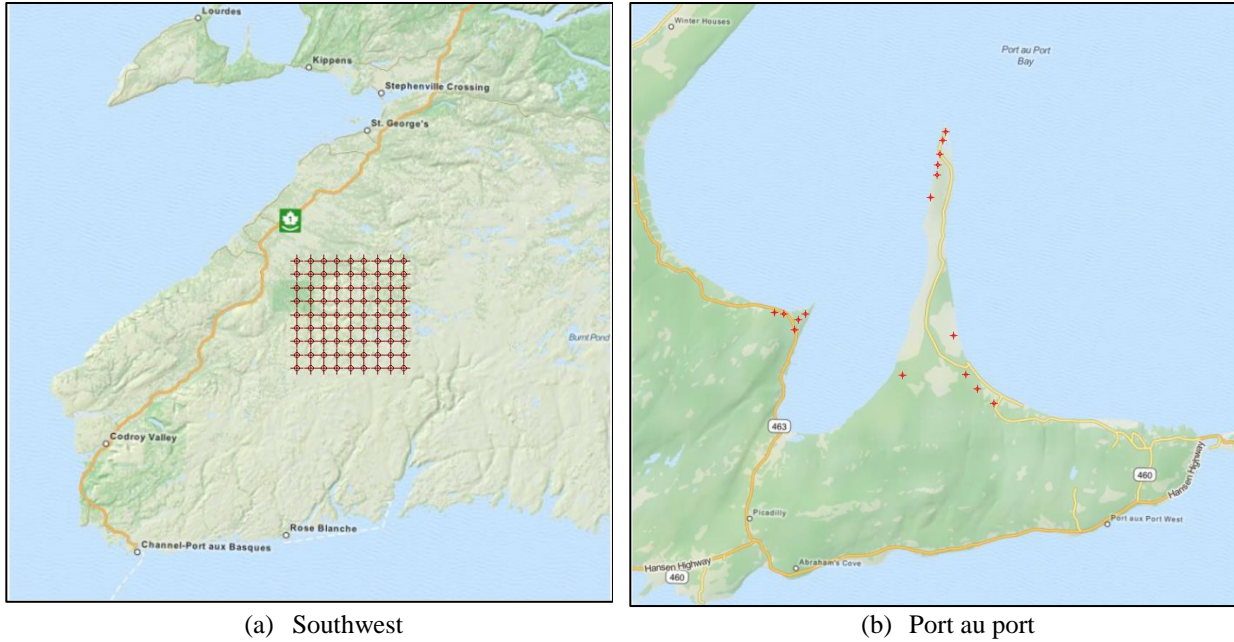 Lourdes
Kippens
Stephenville Crossing
St. George's
1
Burnt Pond
Codroy Valley
Rose Blanche
Channel-Port aux Basques
(a) Southwest
Winter Houses
Port au Port
Bay
463
460
Hansen Highway
Picadilly
Port aux Port West
Hansen Highway
460
Abraham's Cove
(b) Port au port